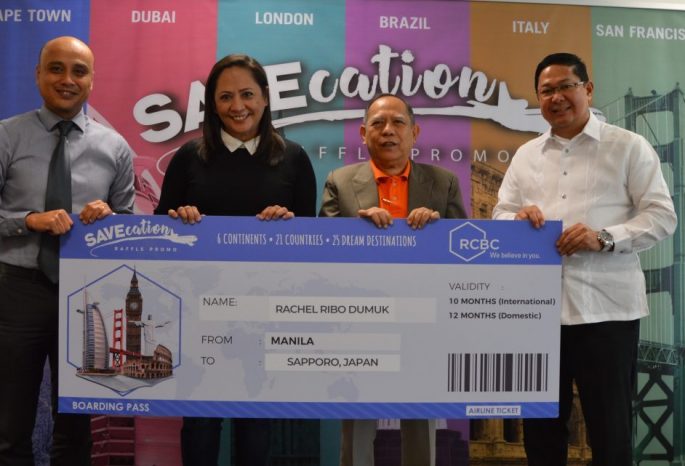 APE TOWN
DUBAI
LONDON
BRAZIL
ITALY
SAN FRANCIS
SAVEcation
RAFFLE PROMO
SAVEcation
RAFFLE PROMO
6 CONTINENTS • 21 COUNTRIES • 25 DREAM DESTINATIONS
RCBC
We believe in you.
VALIDITY :
NAME: RACHEL RIBO DUMUK
10 MONTHS (International)
12 MONTHS (Domestic)
FROM : MANILA
TO : SAPPORO, JAPAN
BOARDING PASS
AIRLINE TICKET